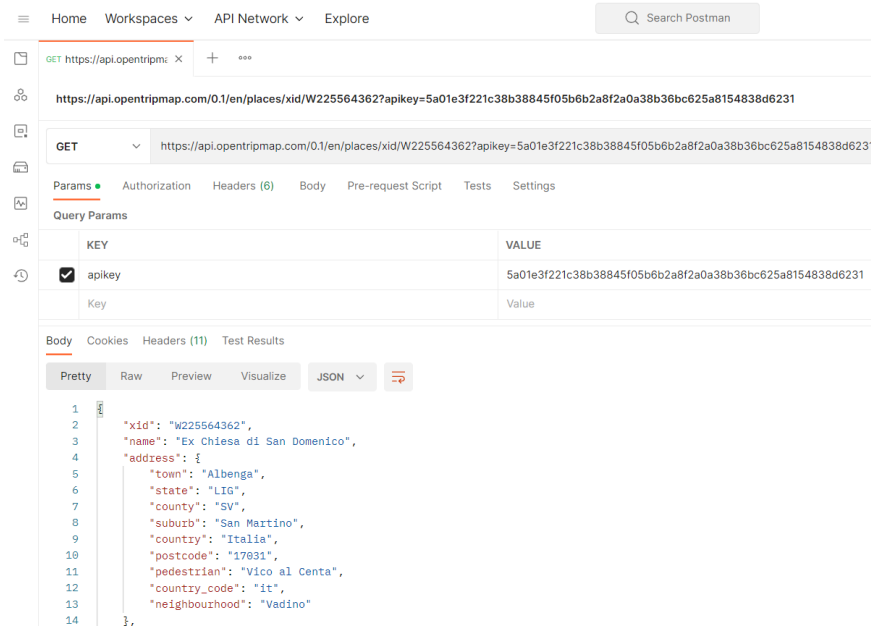 Home Workspaces API Network Explore Search Postman
GET https://api.opentripma
https://api.opentripmap.com/0.1/en/places/xid/W225564362?apikey=5a01e3f221c38b38845f05b6b2a8f2a0a38b36bc625a8154838d6231
GET https://api.opentripmap.com/0.1/en/places/xid/W225564362?apikey=5a01e3f221c38b38845f05b6b2a8f2a0a38b36bc625a8154838d6231
Params Authorization Headers (6) Body Pre-request Script Tests Settings
Query Params
KEY VALUE
apikey 5a01e3f221c38b38845f05b6b2a8f2a0a38b36bc625a8154838d6231
Key Value
Body Cookies Headers (11) Test Results
Pretty Raw Preview Visualize JSON
1 {
2 "xid": "W225564362",
3 "name": "Ex Chiesa di San Domenico",
4 "address": {
5 "town": "Albenga",
6 "state": "LIG",
7 "county": "SV",
8 "suburb": "San Martino",
9 "country": "Italia",
10 "postcode": "17031",
11 "pedestrian": "Vico al Centa",
12 "country_code": "it",
13 "neighbourhood": "Vadino"
14 },